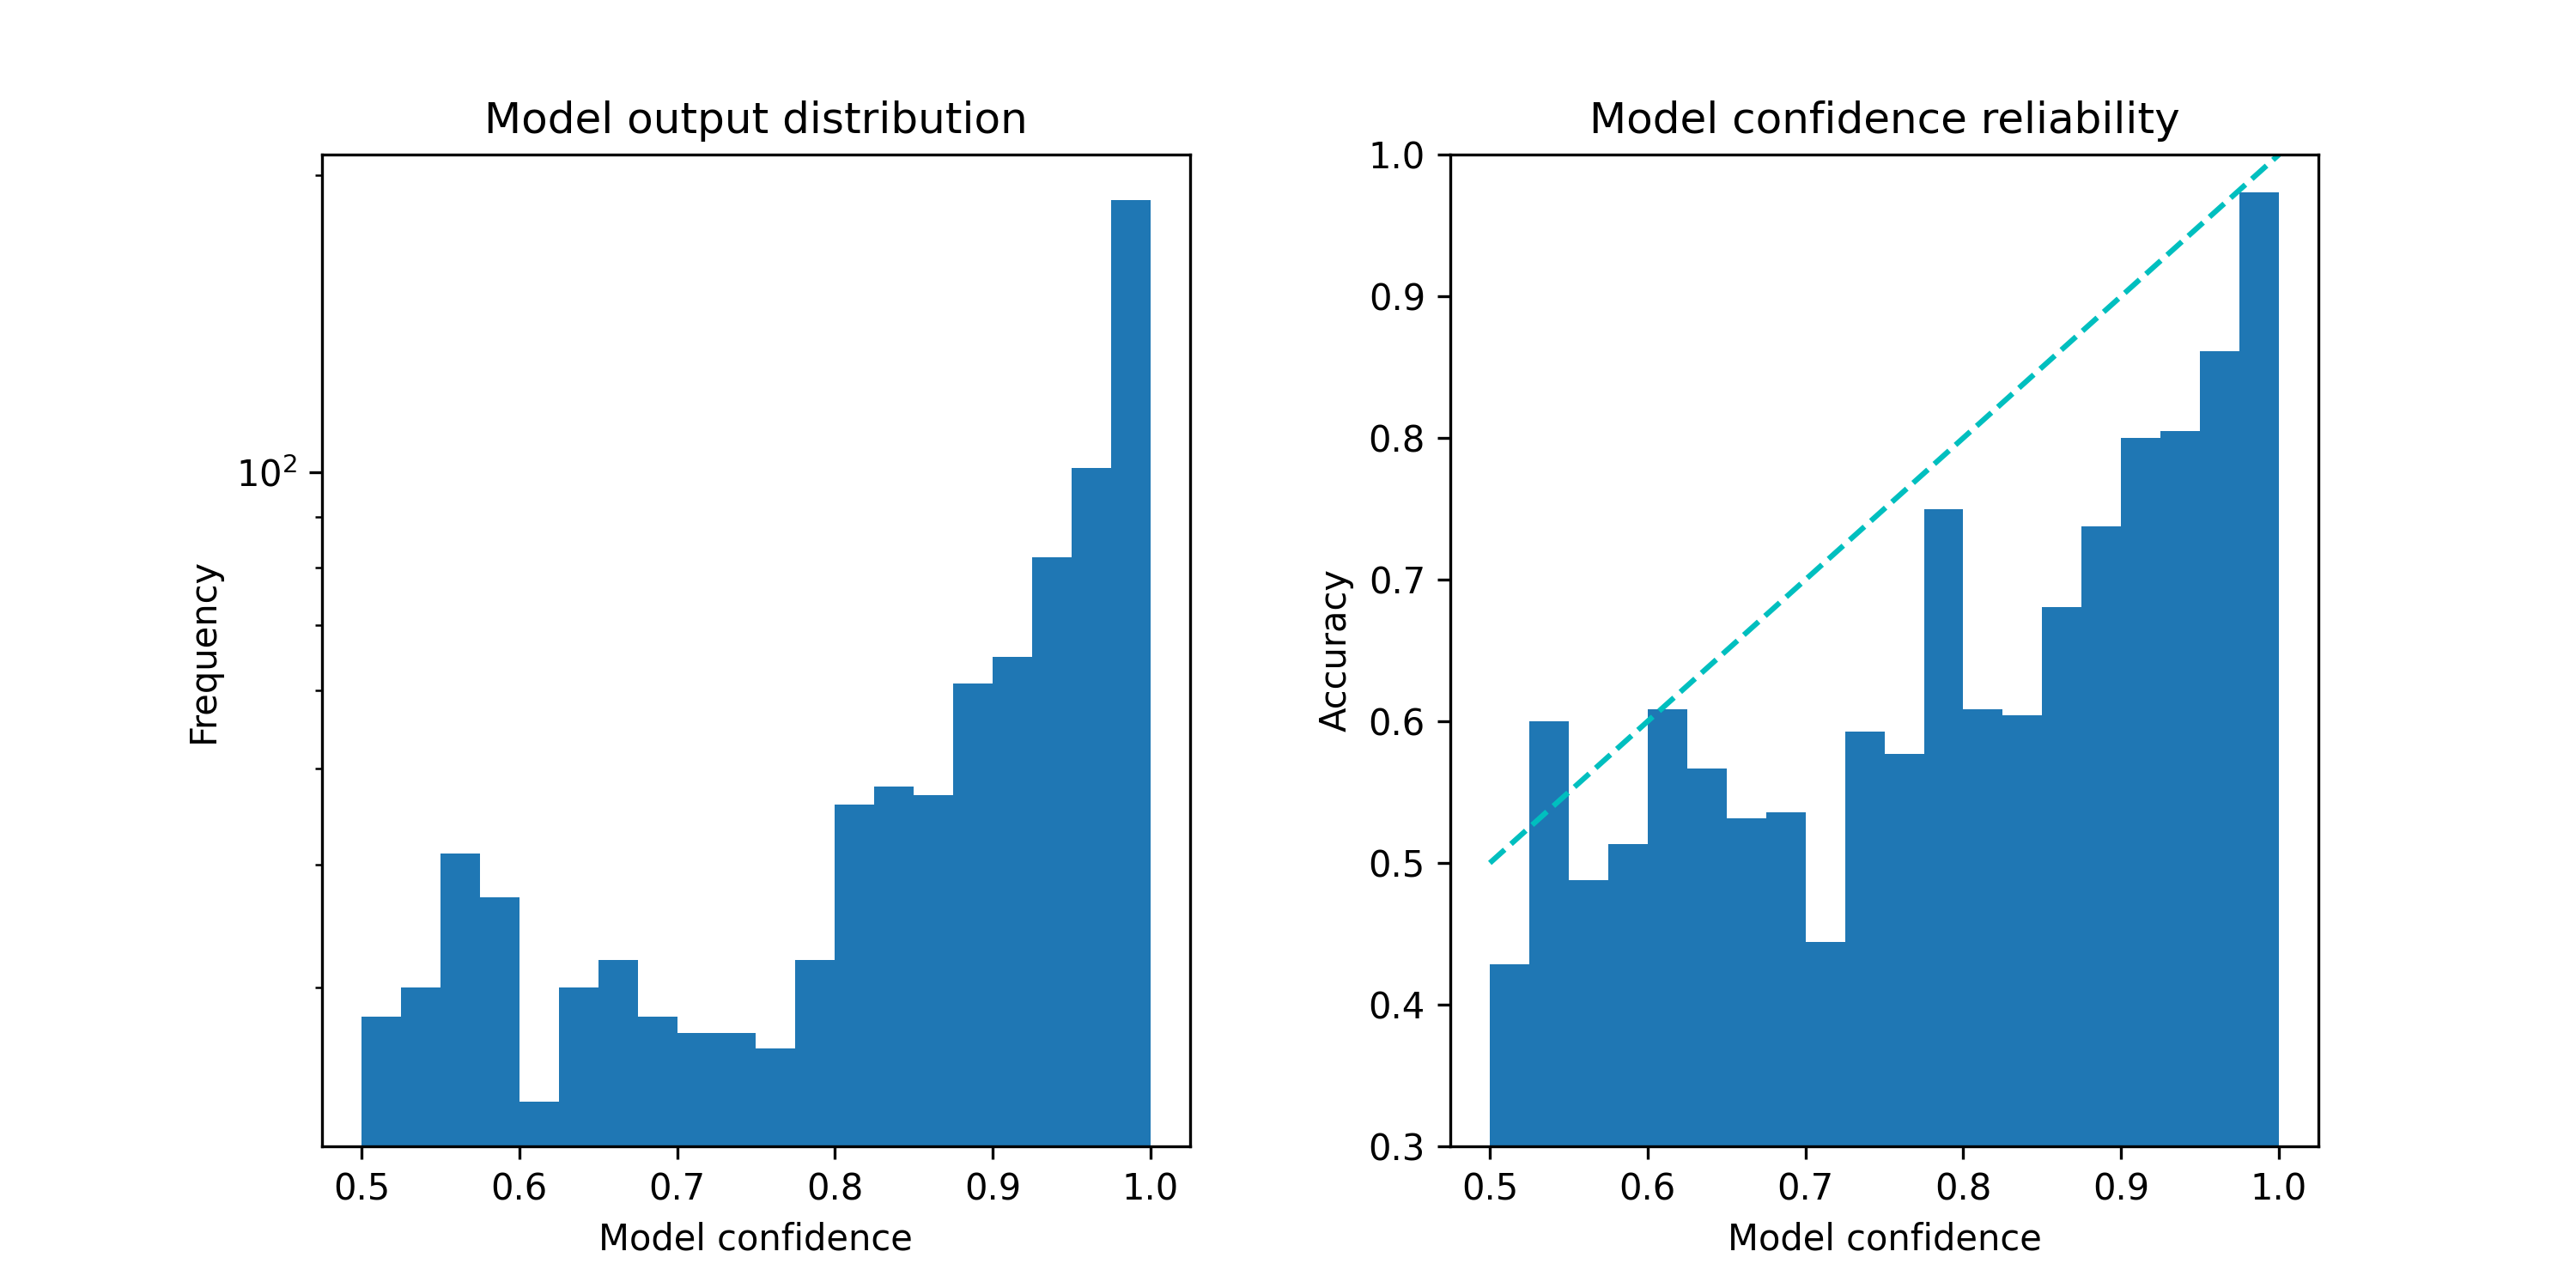 Model output distribution
10²
Frequency
0.5 0.6 0.7 0.8 0.9 1.0
Model confidence
Model confidence reliability
1.0
0.9
0.8
0.7
0.6
0.5
0.4
0.3
Accuracy
0.5 0.6 0.7 0.8 0.9 1.0
Model confidence